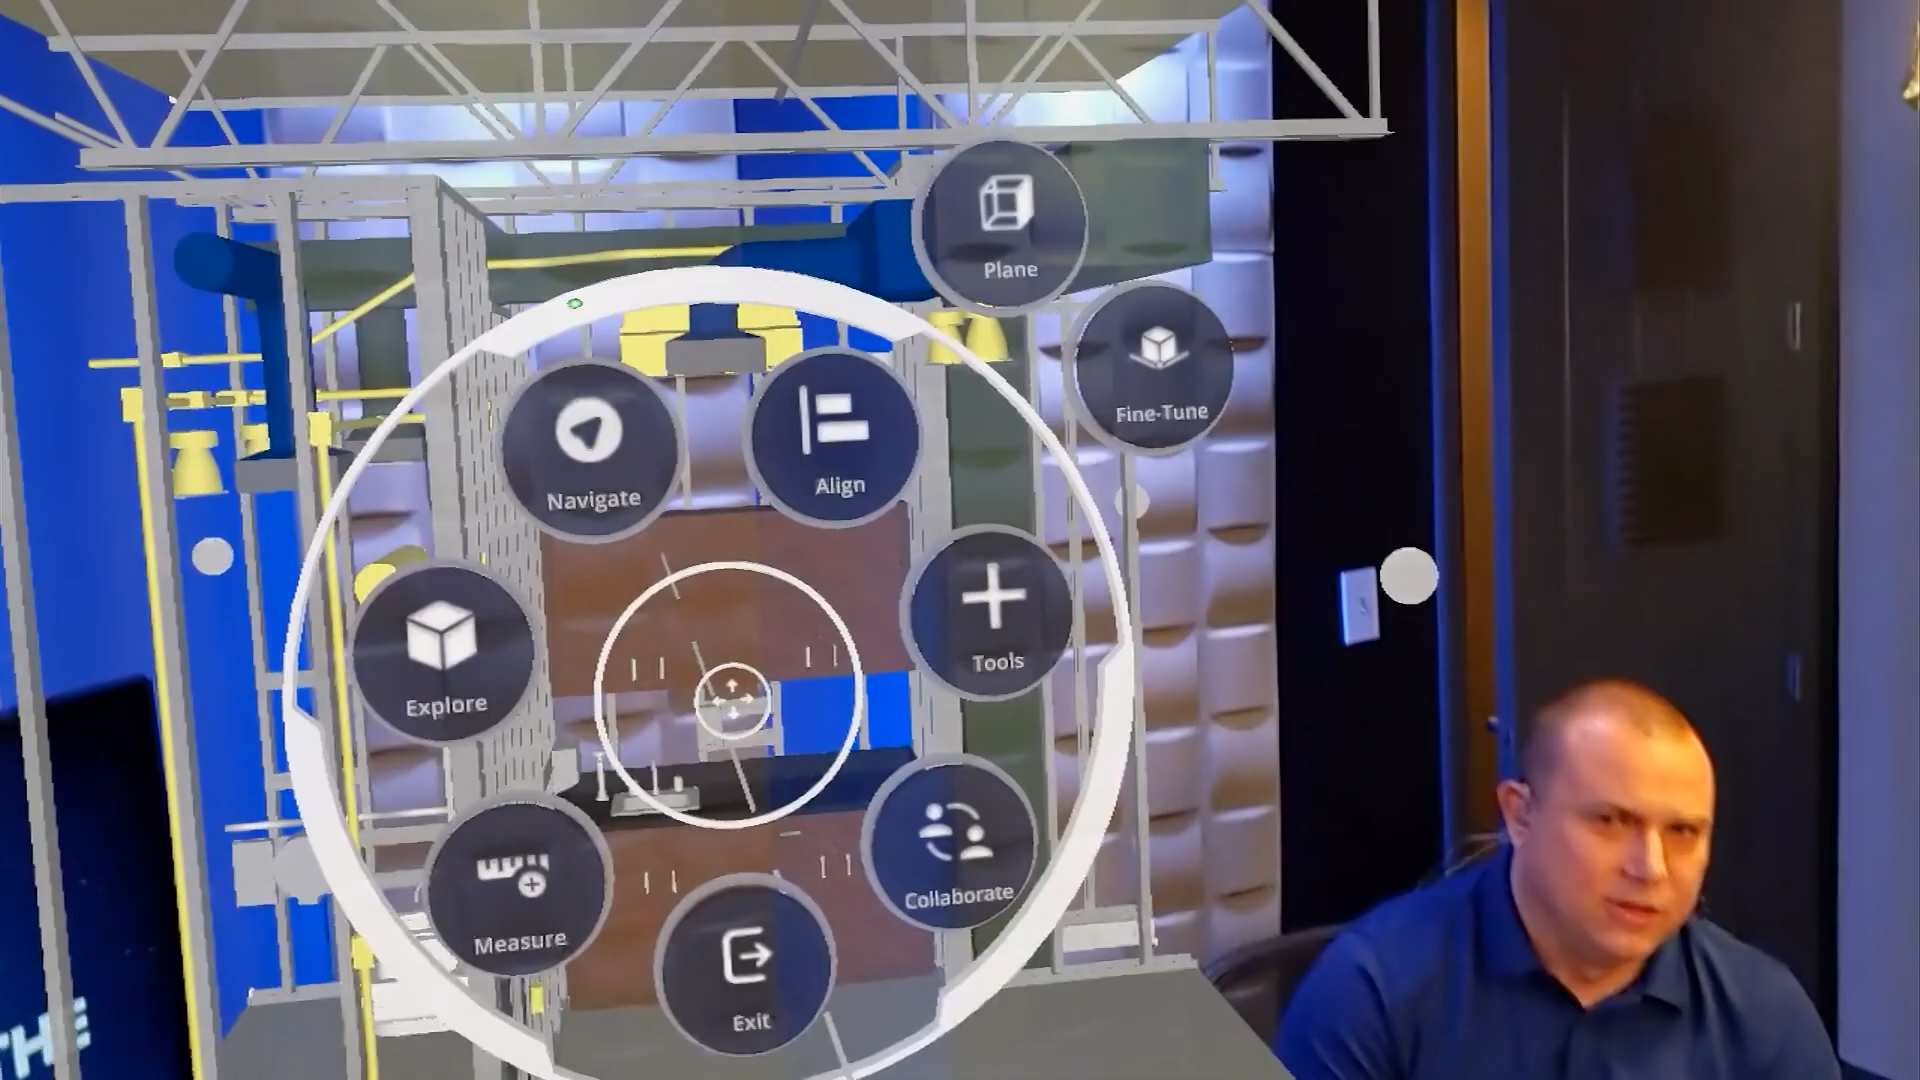 Plane
Fine-Tune
Navigate
Align
Explore
Tools
Measure
Collaborate
Exit
THE